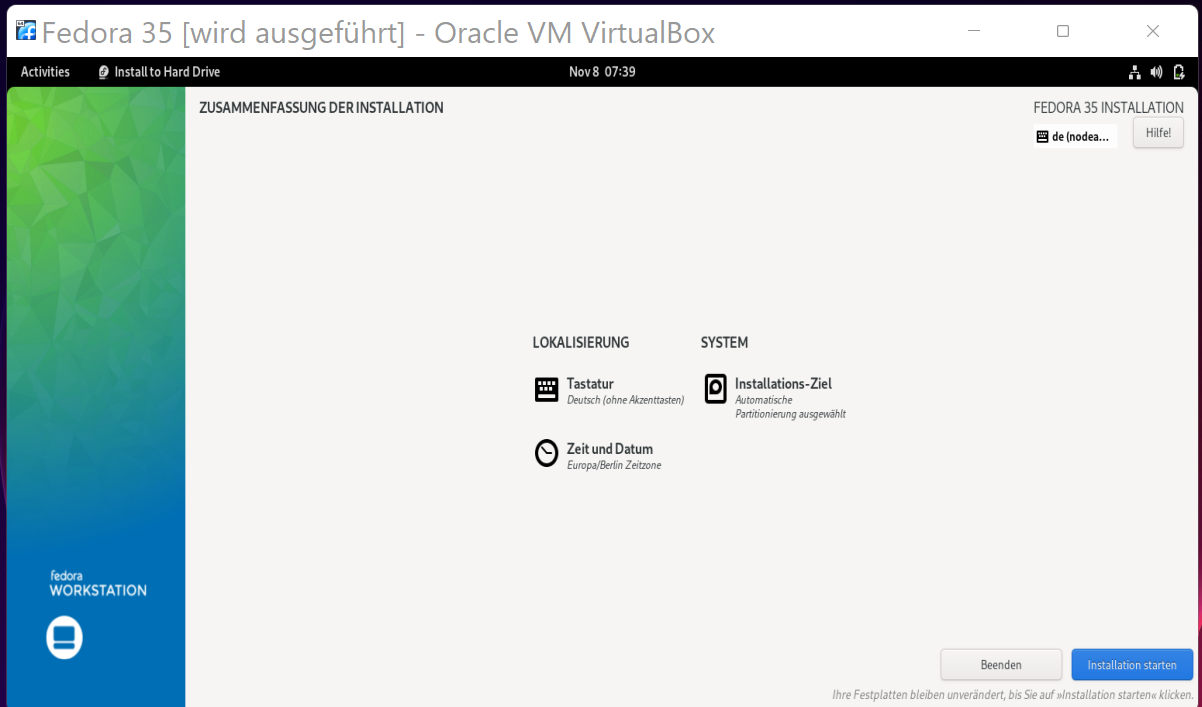 Fedora 35 [wird ausgeführt] - Oracle VM VirtualBox
Activities Install to Hard Drive Nov 8 07:39
ZUSAMMENFASSUNG DER INSTALLATION
FEDORA 35 INSTALLATION
de (nodea...
Hilfe!
LOKALISIERUNG
Tastatur
Deutsch (ohne Akzenttasten)
Zeit und Datum
Europa/Berlin Zeitzone
SYSTEM
Installations-Ziel
Automatische
Partitionierung ausgewählt
fedora
WORKSTATION
Beenden
Installation starten
Ihre Festplatten bleiben unverändert, bis Sie auf »Installation starten« klicken.